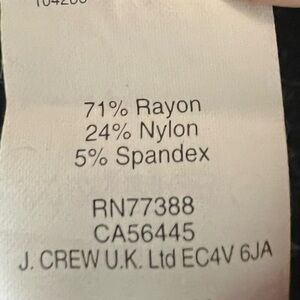 71% Rayon
24% Nylon
5% Spandex
RN77388
CA56445
J. CREW U.K. Ltd EC4V 6JA